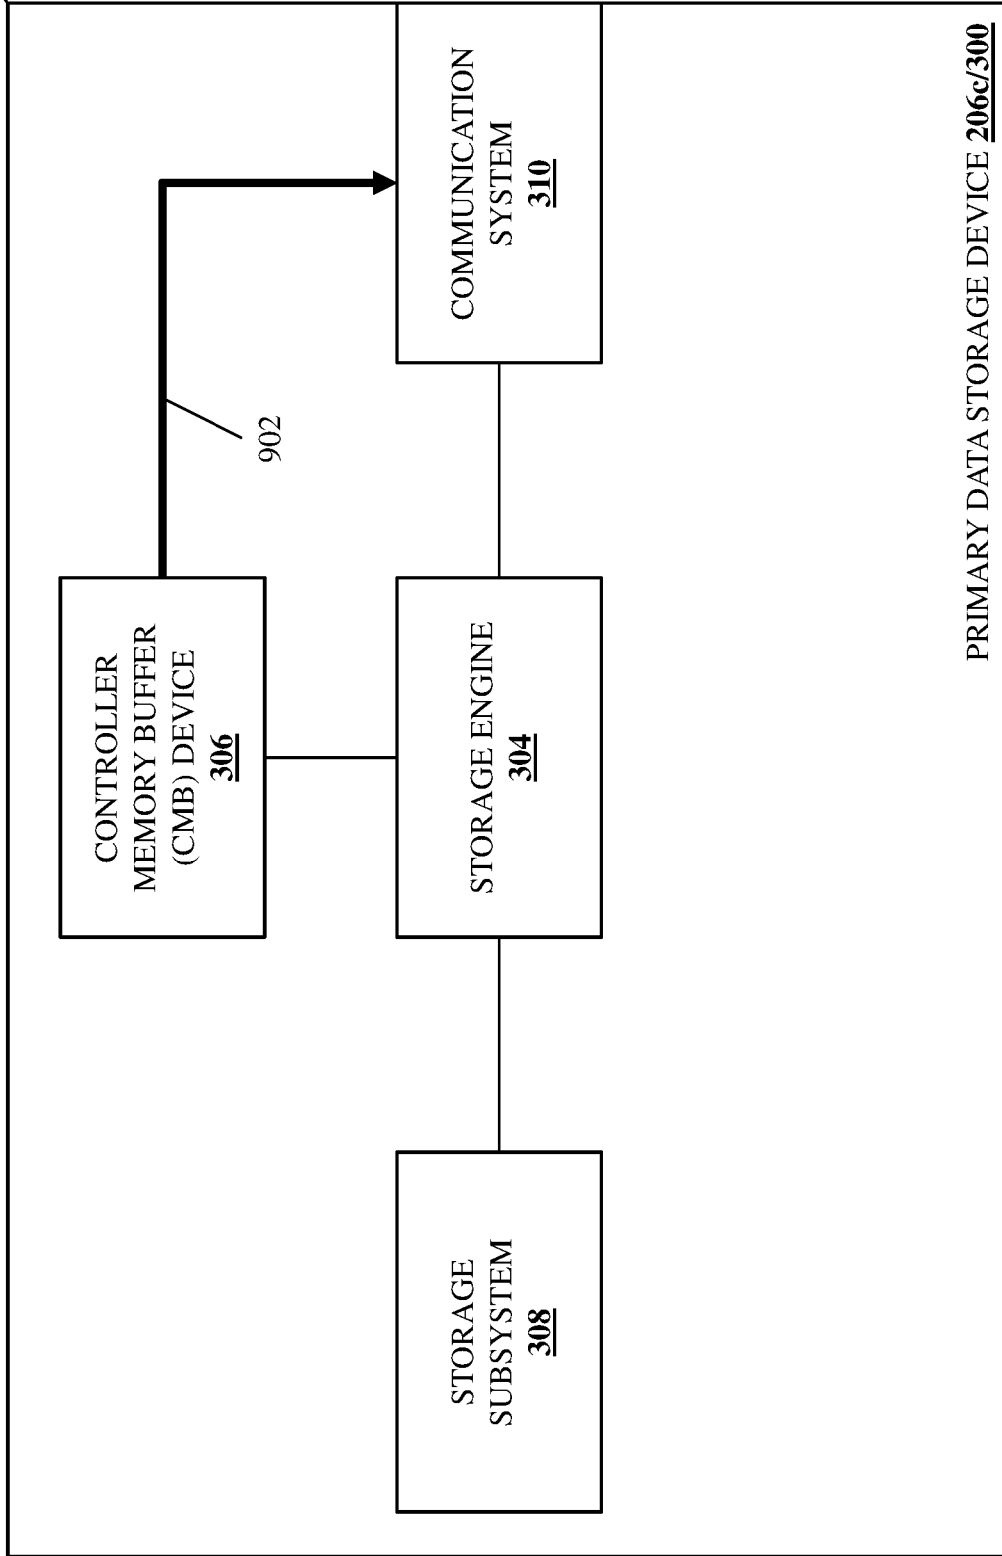 CONTROLLER
MEMORY BUFFER
(CMB) DEVICE
306
902
STORAGE
SUBSYSTEM
308
STORAGE ENGINE
304
COMMUNICATION
SYSTEM
310
PRIMARY DATA STORAGE DEVICE 206c/300